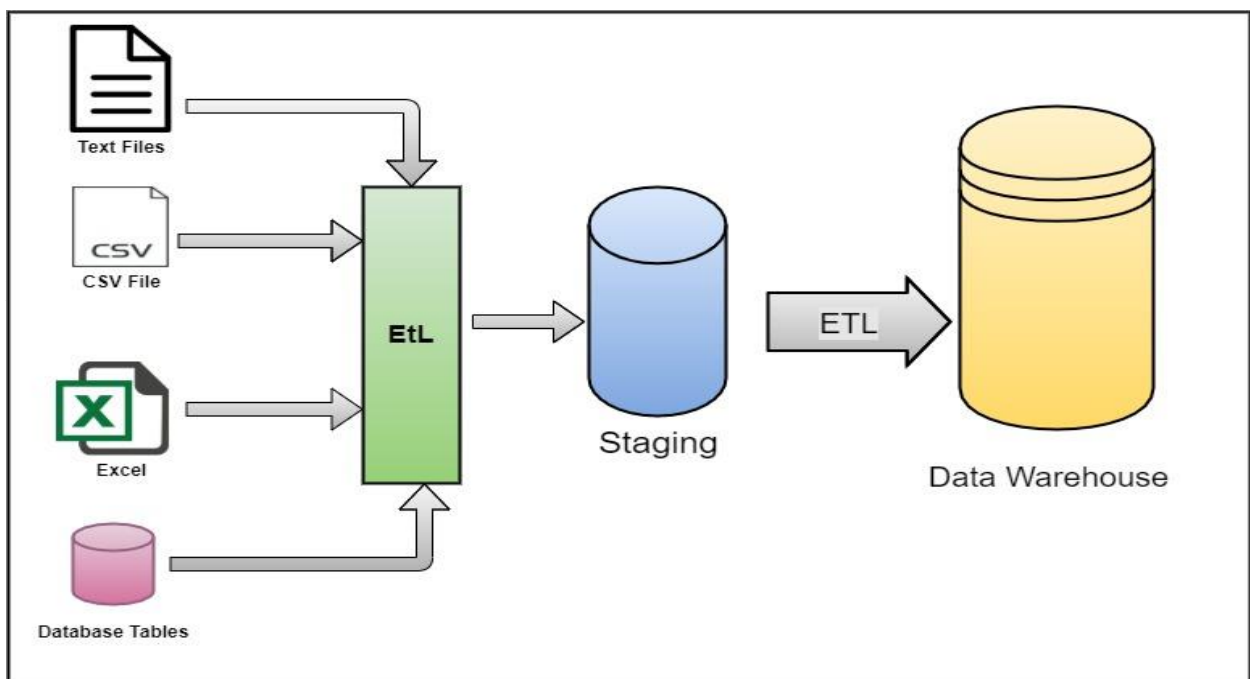 Text Files
CSV
CSV File
X
Excel
Database Tables
EtL
Staging
ETL
Data Warehouse